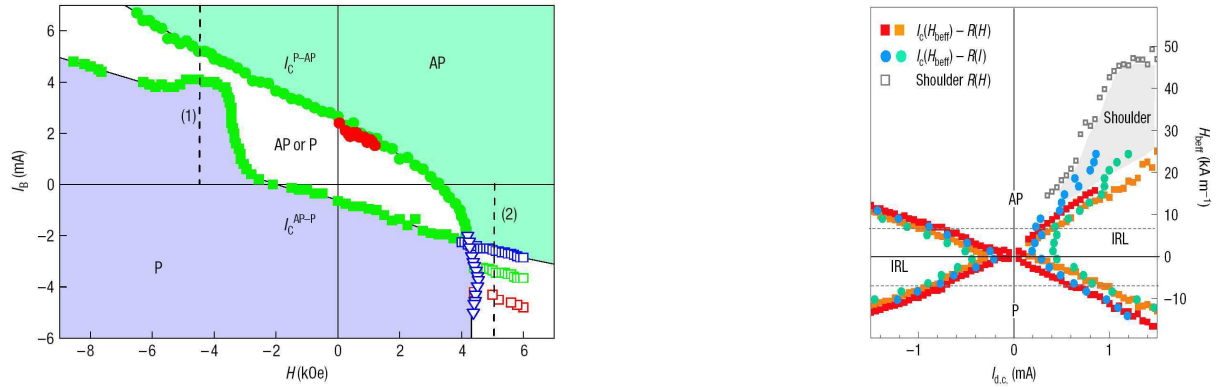 6
4
2
0
−2
−4
−6
I_B (mA)
−8
−6
−4
−2
0
2
4
6
H (kOe)
I_C^{P–AP}
AP
(1)
AP or P
I_C^{AP–P}
(2)
P
I_c(H_beff) – R(H)
I_c(H_beff) – R(I)
Shoulder R(H)
Shoulder
AP
IRL
IRL
P
50
40
30
20
10
0
−10
H_beff (kA m⁻¹)
−1
0
1
I_d.c. (mA)